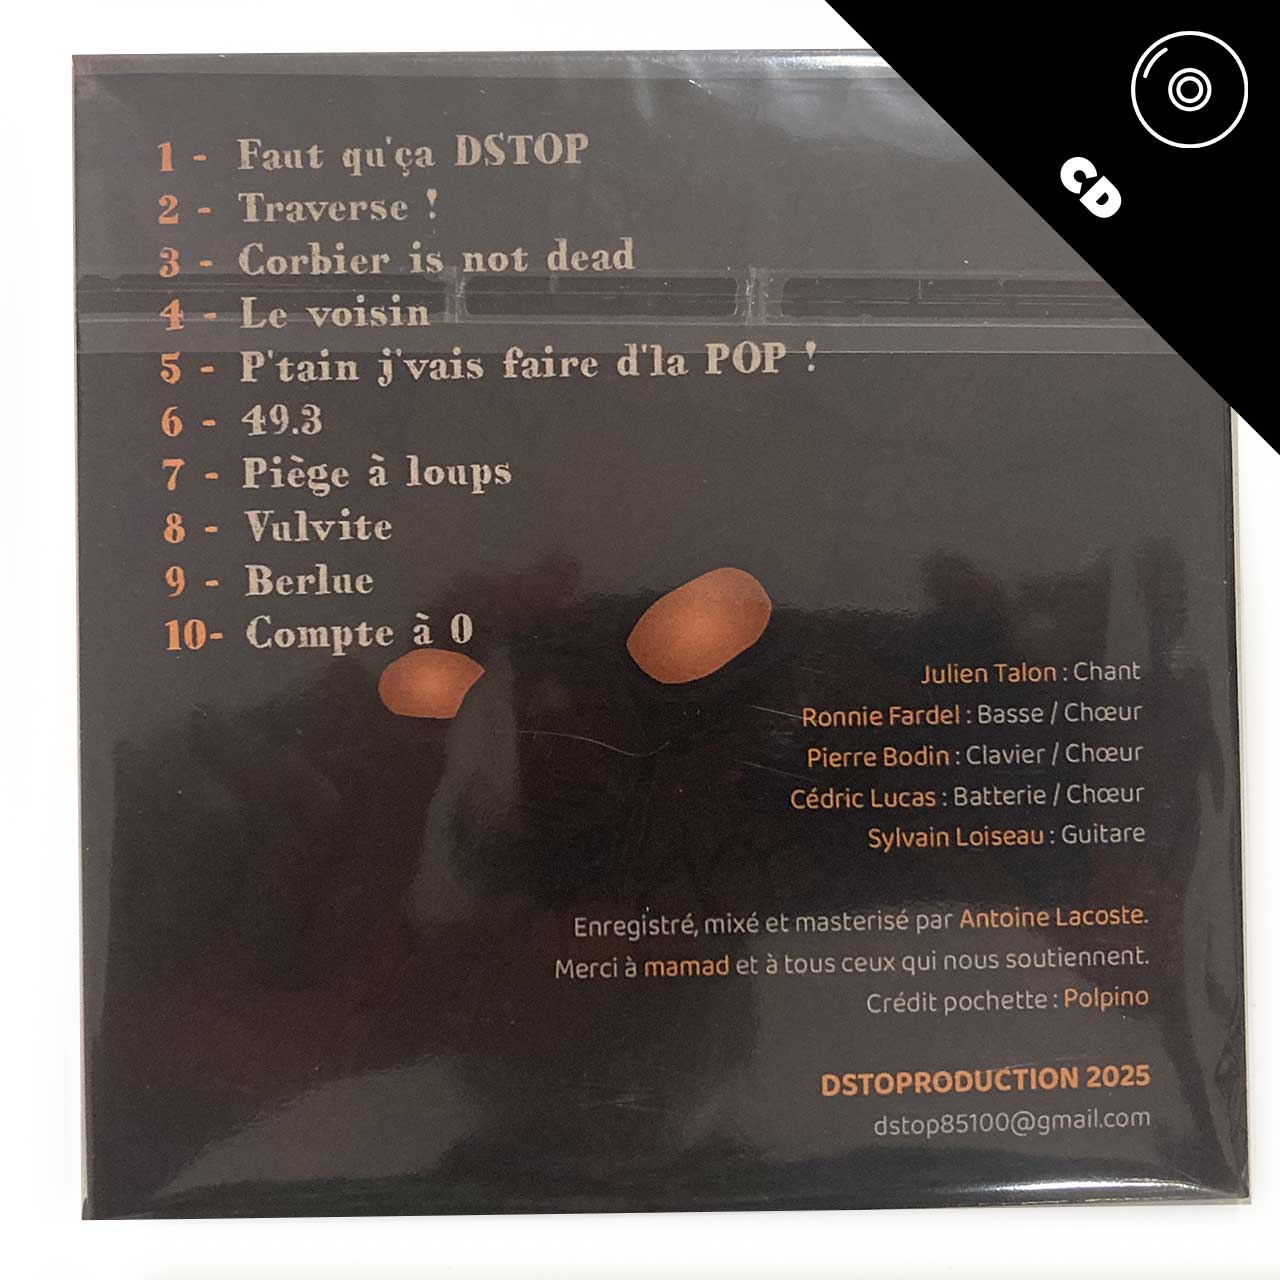 CD
1 - Faut qu'ça DSTOP
2 - Traverse !
3 - Corbier is not dead
4 - Le voisin
5 - P'tain j'vais faire d'la POP !
6 - 49.3
7 - Piège à loups
8 - Vulvite
9 - Berlue
10- Compte à 0
Julien Talon : Chant
Ronnie Fardel : Basse / Chœur
Pierre Bodin : Clavier / Chœur
Cédric Lucas : Batterie / Chœur
Sylvain Loiseau : Guitare
Enregistré, mixé et masterisé par Antoine Lacoste.
Merci à mamad et à tous ceux qui nous soutiennent.
Crédit pochette : Polpino
DSTOPRODUCTION 2025
dstop85100@gmail.com